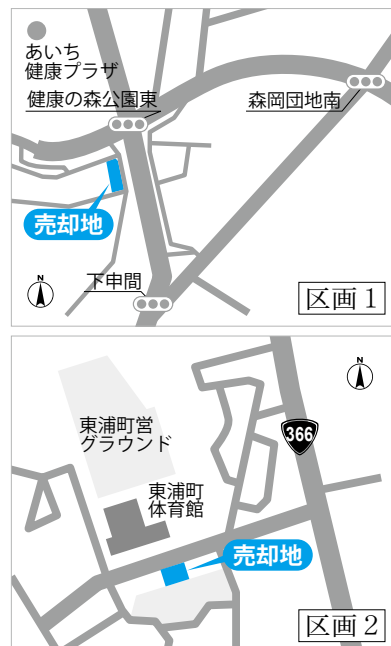 あいち
健康プラザ
健康の森公園東
森岡団地南
売却地
下申間
N
区画1
N
東浦町営
グラウンド
366
東浦町
体育館
売却地
区画2